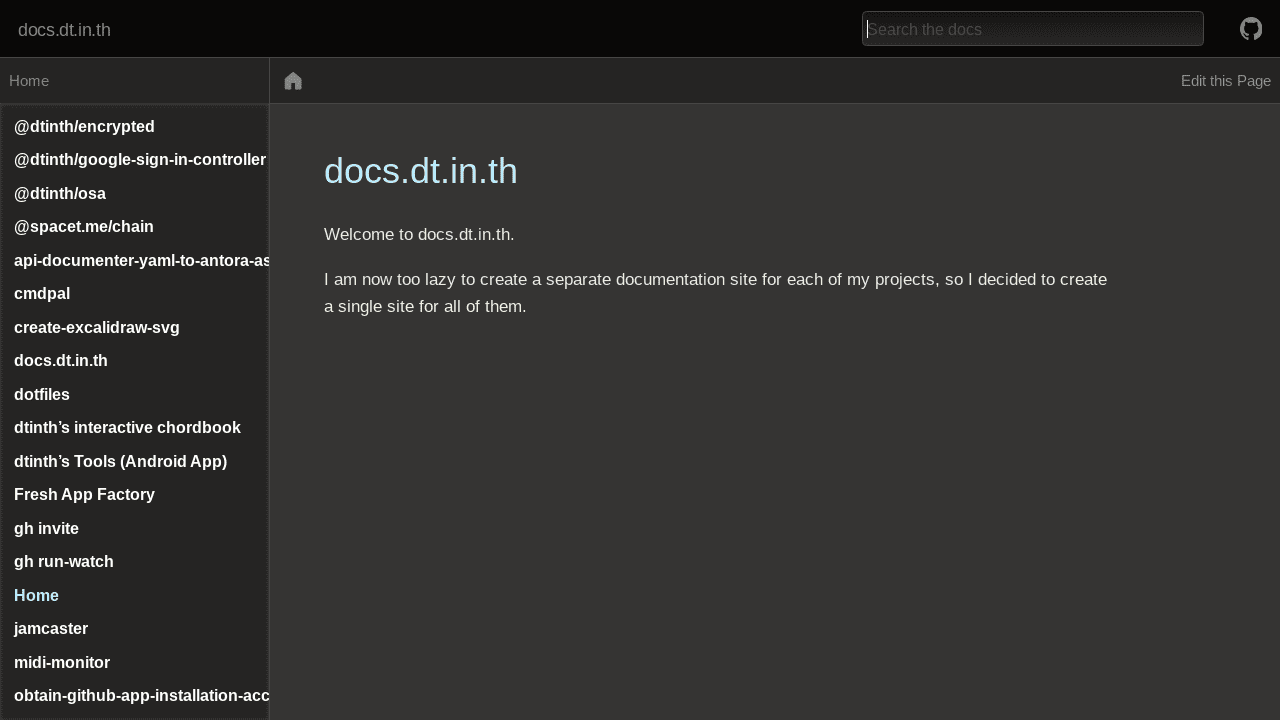 docs.dt.in.th
Search the docs
Home
Edit this Page
@dtinth/encrypted
@dtinth/google-sign-in-controller
@dtinth/osa
@spacet.me/chain
api-documenter-yaml-to-antora-as
cmdpal
create-excalidraw-svg
docs.dt.in.th
dotfiles
dtinth’s interactive chordbook
dtinth’s Tools (Android App)
Fresh App Factory
gh invite
gh run-watch
Home
jamcaster
midi-monitor
obtain-github-app-installation-acc
docs.dt.in.th
Welcome to docs.dt.in.th.
I am now too lazy to create a separate documentation site for each of my projects, so I decided to create
a single site for all of them.